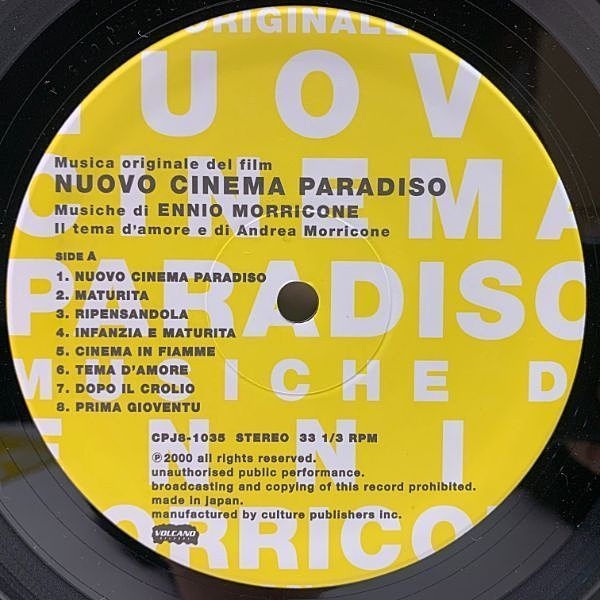 ORIGINALE
NUOV
CINEMA
PARADISO
MUSICHE D
ENNI
MORRICO
Musica originale del film
NUOVO CINEMA PARADISO
Musiche di ENNIO MORRICONE
Il tema d'amore e di Andrea Morricone
SIDE A
1. NUOVO CINEMA PARADISO
2. MATURITA
3. RIPENSANDOLA
4. INFANZIA E MATURITA
5. CINEMA IN FIAMME
6. TEMA D'AMORE
7. DOPO IL CROLIO
8. PRIMA GIOVENTU
CPJ8-1035 STEREO 33 1/3 RPM
℗2000 all rights reserved.
unauthorised public performance.
broadcasting and copying of this record prohibited.
made in japan.
manufactured by culture publishers inc.
VOLCANO
RECORDS